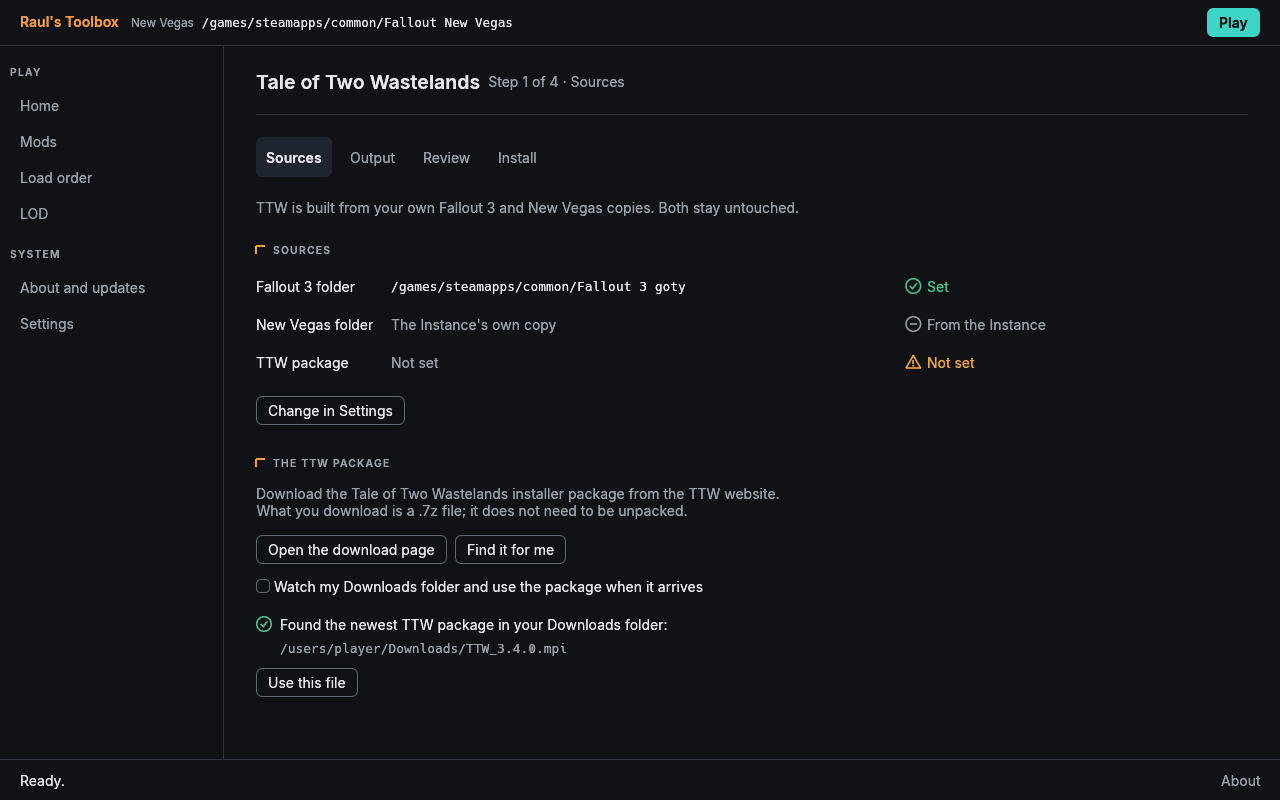 Raul's Toolbox New Vegas /games/steamapps/common/Fallout New Vegas Play
PLAY
Home
Mods
Load order
LOD
SYSTEM
About and updates
Settings
Tale of Two Wastelands Step 1 of 4 · Sources
Sources Output Review Install
TTW is built from your own Fallout 3 and New Vegas copies. Both stay untouched.
SOURCES
Fallout 3 folder /games/steamapps/common/Fallout 3 goty Set
New Vegas folder The Instance's own copy From the Instance
TTW package Not set Not set
Change in Settings
THE TTW PACKAGE
Download the Tale of Two Wastelands installer package from the TTW website.
What you download is a .7z file; it does not need to be unpacked.
Open the download page Find it for me
Watch my Downloads folder and use the package when it arrives
Found the newest TTW package in your Downloads folder:
/users/player/Downloads/TTW_3.4.0.mpi
Use this file
Ready. About